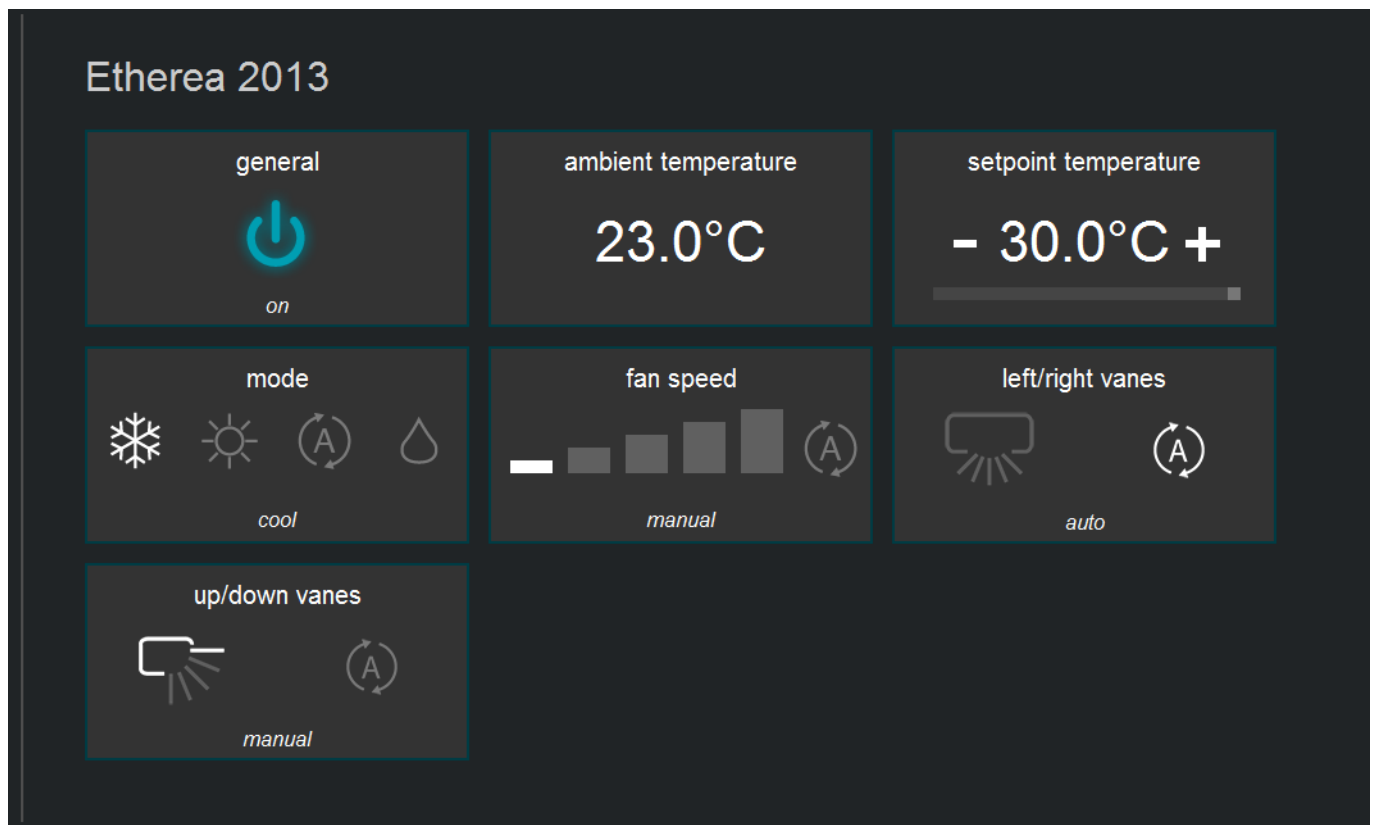 Etherea 2013
general
on
ambient temperature
23.0°C
setpoint temperature
- 30.0°C +
mode
A
cool
fan speed
A
manual
left/right vanes
A
auto
up/down vanes
A
manual